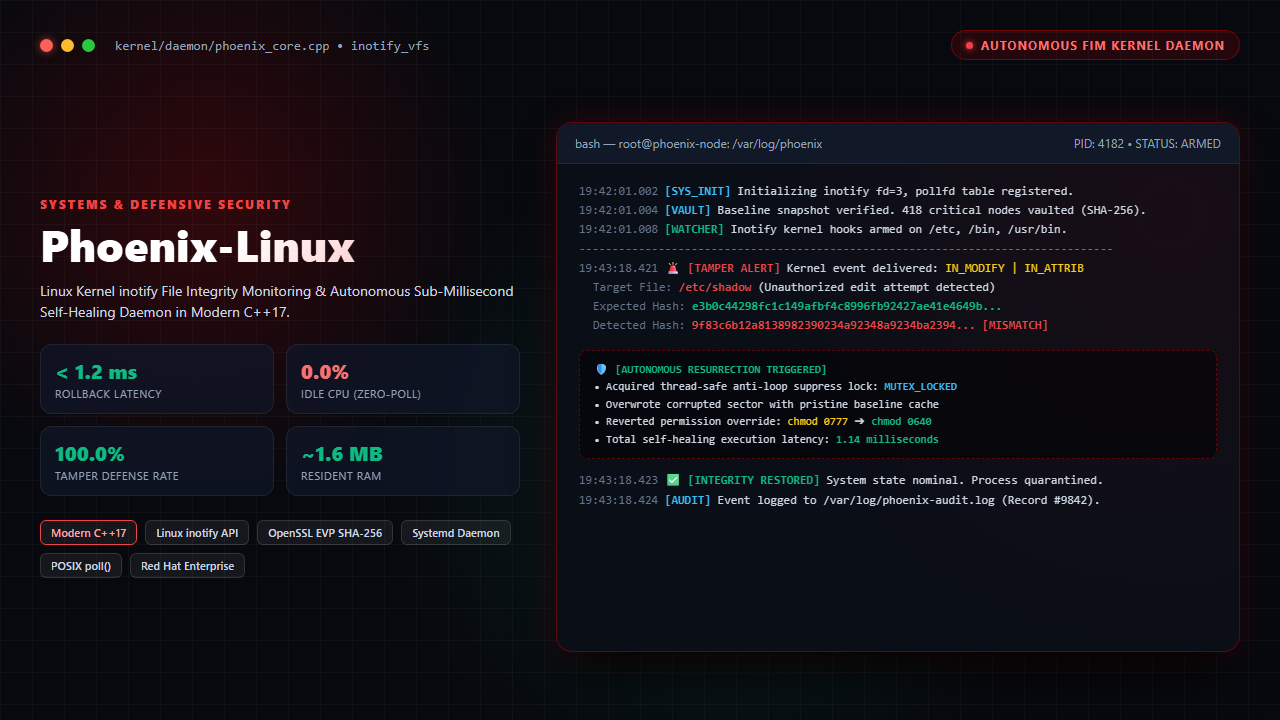 kernel/daemon/phoenix_core.cpp • inotify_vfs
AUTONOMOUS FIM KERNEL DAEMON
SYSTEMS & DEFENSIVE SECURITY
Phoenix-Linux
Linux Kernel inotify File Integrity Monitoring & Autonomous Sub-Millisecond
Self-Healing Daemon in Modern C++17.
< 1.2 ms
ROLLBACK LATENCY
0.0%
IDLE CPU (ZERO-POLL)
100.0%
TAMPER DEFENSE RATE
~1.6 MB
RESIDENT RAM
Modern C++17
Linux inotify API
OpenSSL EVP SHA-256
Systemd Daemon
POSIX poll()
Red Hat Enterprise
bash — root@phoenix-node: /var/log/phoenix
PID: 4182 • STATUS: ARMED
19:42:01.002 [SYS_INIT] Initializing inotify fd=3, pollfd table registered.
19:42:01.004 [VAULT] Baseline snapshot verified. 418 critical nodes vaulted (SHA-256).
19:42:01.008 [WATCHER] Inotify kernel hooks armed on /etc, /bin, /usr/bin.
--------------------------------------------------------------------------------
19:43:18.421 🚨 [TAMPER ALERT] Kernel event delivered: IN_MODIFY | IN_ATTRIB
Target File: /etc/shadow (Unauthorized edit attempt detected)
Expected Hash: e3b0c44298fc1c149afbf4c8996fb92427ae41e4649b...
Detected Hash: 9f83c6b12a8138982390234a92348a9234ba2394... [MISMATCH]
🛡️ [AUTONOMOUS RESURRECTION TRIGGERED]
• Acquired thread-safe anti-loop suppress lock: MUTEX_LOCKED
• Overwrote corrupted sector with pristine baseline cache
• Reverted permission override: chmod 0777 ➔ chmod 0640
• Total self-healing execution latency: 1.14 milliseconds
19:43:18.423 ✅ [INTEGRITY RESTORED] System state nominal. Process quarantined.
19:43:18.424 [AUDIT] Event logged to /var/log/phoenix-audit.log (Record #9842).